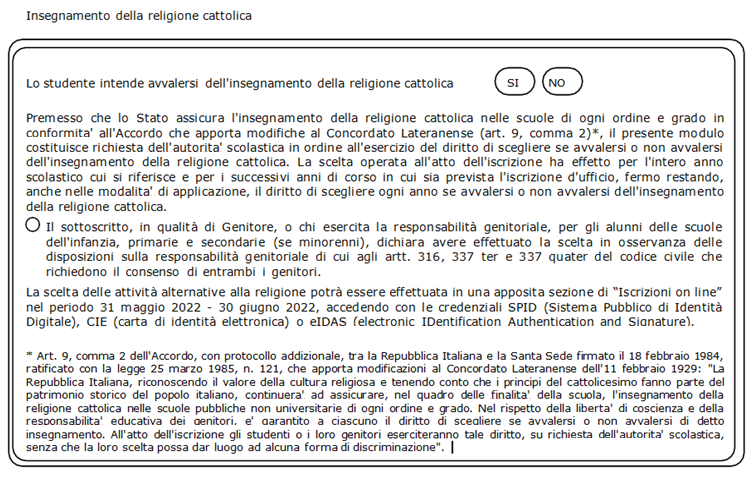 Insegnamento della religione cattolica
Lo studente intende avvalersi dell'insegnamento della religione cattolica SI NO
Premesso che lo Stato assicura l'insegnamento della religione cattolica nelle scuole di ogni ordine e grado in
conformita' all'Accordo che apporta modifiche al Concordato Lateranense (art. 9, comma 2)*, il presente modulo
costituisce richiesta dell'autorita' scolastica in ordine all'esercizio del diritto di scegliere se avvalersi o non avvalersi
dell'insegnamento della religione cattolica. La scelta operata all'atto dell'iscrizione ha effetto per l'intero anno
scolastico cui si riferisce e per i successivi anni di corso in cui sia prevista l'iscrizione d'ufficio, fermo restando,
anche nelle modalita' di applicazione, il diritto di scegliere ogni anno se avvalersi o non avvalersi dell'insegnamento
della religione cattolica.
Il sottoscritto, in qualità di Genitore, o chi esercita la responsabilità genitoriale, per gli alunni delle scuole
dell'infanzia, primarie e secondarie (se minorenni), dichiara avere effettuato la scelta in osservanza delle
disposizioni sulla responsabilità genitoriale di cui agli artt. 316, 337 ter e 337 quater del codice civile che
richiedono il consenso di entrambi i genitori.
La scelta delle attività alternative alla religione potrà essere effettuata in una apposita sezione di “Iscrizioni on line”
nel periodo 31 maggio 2022 - 30 giugno 2022, accedendo con le credenziali SPID (Sistema Pubblico di Identità
Digitale), CIE (carta di identità elettronica) o eIDAS (electronic IDentification Authentication and Signature).
* Art. 9, comma 2 dell'Accordo, con protocollo addizionale, tra la Repubblica Italiana e la Santa Sede firmato il 18 febbraio 1984,
ratificato con la legge 25 marzo 1985, n. 121, che apporta modificazioni al Concordato Lateranense dell'11 febbraio 1929: "La
Repubblica Italiana, riconoscendo il valore della cultura religiosa e tenendo conto che i principi del cattolicesimo fanno parte del
patrimonio storico del popolo italiano, continuera' ad assicurare, nel quadro delle finalita' della scuola, l'insegnamento della
religione cattolica nelle scuole pubbliche non universitarie di ogni ordine e grado. Nel rispetto della liberta' di coscienza e della
responsabilita' educativa dei genitori, e' garantito a ciascuno il diritto di scegliere se avvalersi o non avvalersi di detto
insegnamento. All'atto dell'iscrizione gli studenti o i loro genitori eserciteranno tale diritto, su richiesta dell'autorita' scolastica,
senza che la loro scelta possa dar luogo ad alcuna forma di discriminazione".